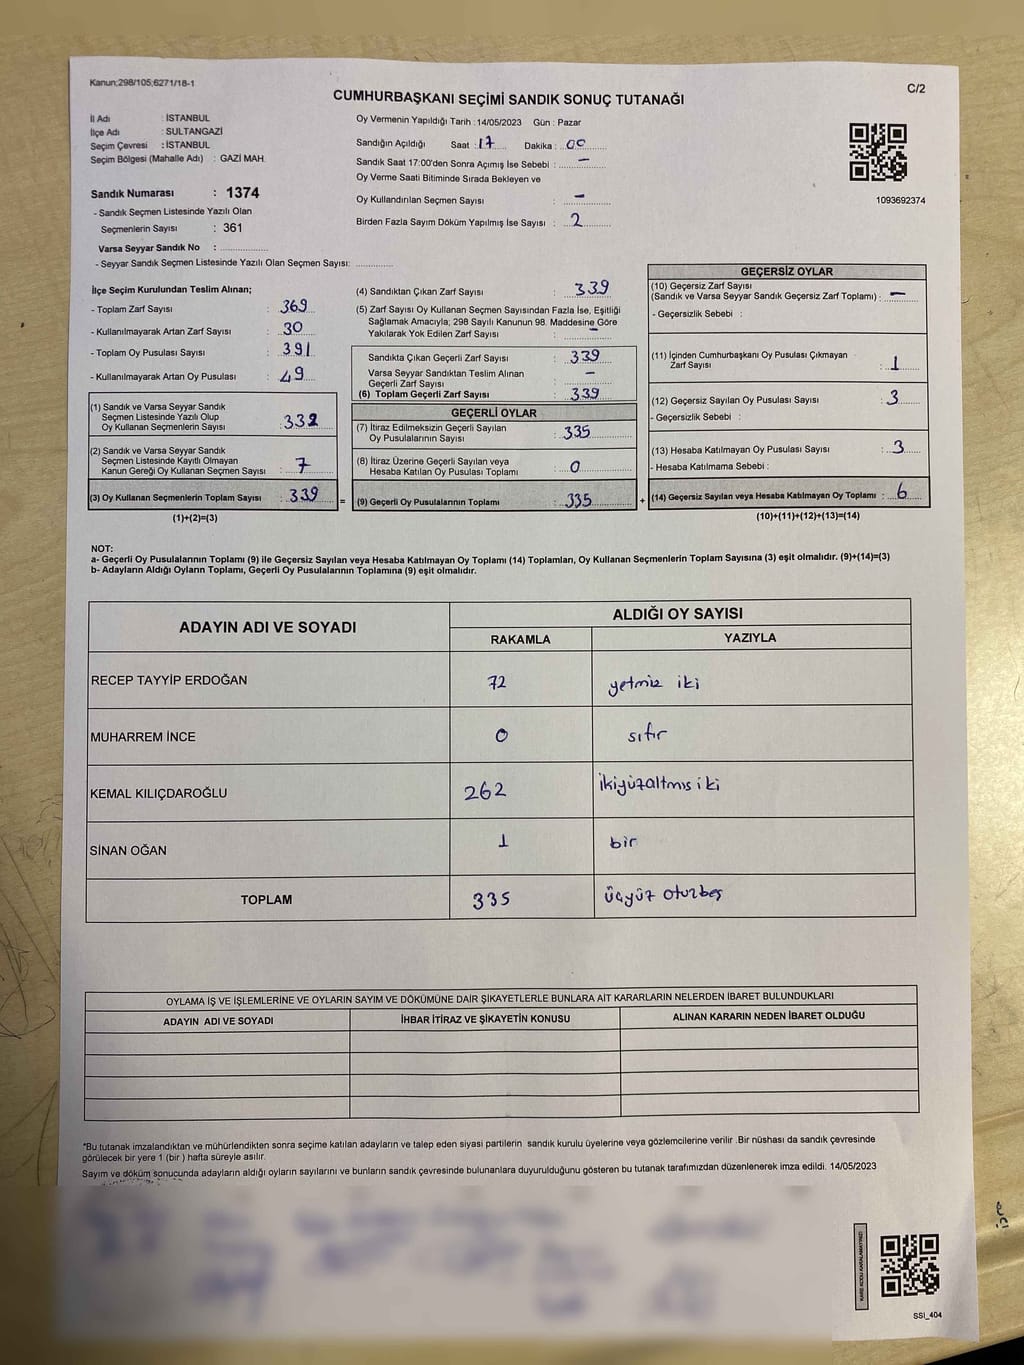 Kanun;298/105;6271/18-1
C/2
CUMHURBAŞKANI SEÇİMİ SANDIK SONUÇ TUTANAĞI
İl Adı : İSTANBUL
İlçe Adı : SULTANGAZİ
Seçim Çevresi : İSTANBUL
Seçim Bölgesi (Mahalle Adı) : GAZİ MAH.
Sandık Numarası : 1374
- Sandık Seçmen Listesinde Yazılı Olan
Seçmenlerin Sayısı : 361
Varsa Seyyar Sandık No : ..................
- Seyyar Sandık Seçmen Listesinde Yazılı Olan Seçmen Sayısı: ..............
Oy Vermenin Yapıldığı Tarih : 14/05/2023 Gün : Pazar
Sandığın Açıldığı Saat : 17 Dakika : 00
Sandık Saat 17:00'den Sonra Açımış İse Sebebi : —
Oy Verme Saati Bitiminde Sırada Bekleyen ve
Oy Kullandırılan Seçmen Sayısı : —
Birden Fazla Sayım Döküm Yapılmış İse Sayısı : 2
1093692374
İlçe Seçim Kurulundan Teslim Alınan;
- Toplam Zarf Sayısı : 369
- Kullanılmayarak Artan Zarf Sayısı : 30
- Toplam Oy Pusulası Sayısı : 391
- Kullanılmayarak Artan Oy Pusulası : 49
(1) Sandık ve Varsa Seyyar Sandık
Seçmen Listesinde Yazılı Olup
Oy Kullanan Seçmenlerin Sayısı : 332
(2) Sandık ve Varsa Seyyar Sandık
Seçmen Listesinde Kayıtlı Olmayan
Kanun Gereği Oy Kullanan Seçmen Sayısı : 7
(3) Oy Kullanan Seçmenlerin Toplam Sayısı : 339
(1)+(2)=(3)
(4) Sandıktan Çıkan Zarf Sayısı : 339
(5) Zarf Sayısı Oy Kullanan Seçmen Sayısından Fazla İse, Eşitliği
Sağlamak Amacıyla; 298 Sayılı Kanunun 98. Maddesine Göre
Yakılarak Yok Edilen Zarf Sayısı : —
Sandıkta Çıkan Geçerli Zarf Sayısı : 339
Varsa Seyyar Sandıktan Teslim Alınan
Geçerli Zarf Sayısı : —
(6) Toplam Geçerli Zarf Sayısı : 339
GEÇERLİ OYLAR
(7) İtiraz Edilmeksizin Geçerli Sayılan
Oy Pusulalarının Sayısı : 335
(8) İtiraz Üzerine Geçerli Sayılan veya
Hesaba Katılan Oy Pusulası Toplamı : 0
= (9) Geçerli Oy Pusulalarının Toplamı : 335 +
GEÇERSİZ OYLAR
(10) Geçersiz Zarf Sayısı
(Sandık ve Varsa Seyyar Sandık Geçersiz Zarf Toplamı) : —
- Geçersizlik Sebebi :
(11) İçinden Cumhurbaşkanı Oy Pusulası Çıkmayan
Zarf Sayısı : 1
(12) Geçersiz Sayılan Oy Pusulası Sayısı : 3
- Geçersizlik Sebebi :
(13) Hesaba Katılmayan Oy Pusulası Sayısı : 3
- Hesaba Katılmama Sebebi :
(14) Geçersiz Sayılan veya Hesaba Katılmayan Oy Toplamı : 6
(10)+(11)+(12)+(13)=(14)
NOT:
a- Geçerli Oy Pusulalarının Toplamı (9) ile Geçersiz Sayılan veya Hesaba Katılmayan Oy Toplamı (14) Toplamları, Oy Kullanan Seçmenlerin Toplam Sayısına (3) eşit olmalıdır. (9)+(14)=(3)
b- Adayların Aldığı Oyların Toplamı, Geçerli Oy Pusulalarının Toplamına (9) eşit olmalıdır.
ADAYIN ADI VE SOYADI
ALDIĞI OY SAYISI
RAKAMLA YAZIYLA
RECEP TAYYİP ERDOĞAN 72 yetmiş iki
MUHARREM İNCE 0 sıfır
KEMAL KILIÇDAROĞLU 262 ikiyüzaltmış iki
SİNAN OĞAN 1 bir
TOPLAM 335 üçyüz otuzbeş
OYLAMA İŞ VE İŞLEMLERİNE VE OYLARIN SAYIM VE DÖKÜMÜNE DAİR ŞİKAYETLERLE BUNLARA AİT KARARLARIN NELERDEN İBARET BULUNDUKLARI
ADAYIN ADI VE SOYADI İHBAR İTİRAZ VE ŞİKAYETİN KONUSU ALINAN KARARIN NEDEN İBARET OLDUĞU
*Bu tutanak imzalandıktan ve mühürlendikten sonra seçime katılan adayların ve talep eden siyasi partilerin sandık kurulu üyelerine veya gözlemcilerine verilir .Bir nüshası da sandık çevresinde
görülecek bir yere 1 (bir ) hafta süreyle asılır.
Sayım ve döküm sonucunda adayların aldığı oyların sayılarını ve bunların sandık çevresinde bulunanlara duyurulduğunu gösteren bu tutanak tarafımızdan düzenlenerek imza edildi. 14/05/2023
KARE KODU KARALAMAYINIZ!
SSI_404